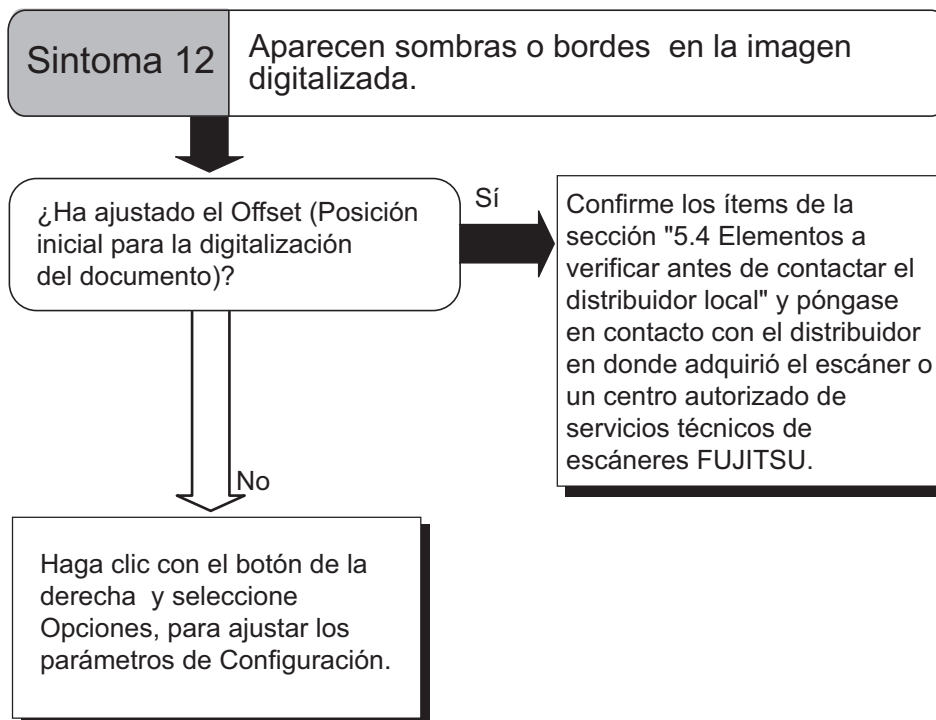 Sintoma 12
Aparecen sombras o bordes en la imagen
digitalizada.
¿Ha ajustado el Offset (Posición
inicial para la digitalización
del documento)?
Sí
Confirme los ítems de la
sección "5.4 Elementos a
verificar antes de contactar el
distribuidor local" y póngase
en contacto con el distribuidor
en donde adquirió el escáner o
un centro autorizado de
servicios técnicos de
escáneres FUJITSU.
No
Haga clic con el botón de la
derecha y seleccione
Opciones, para ajustar los
parámetros de Configuración.